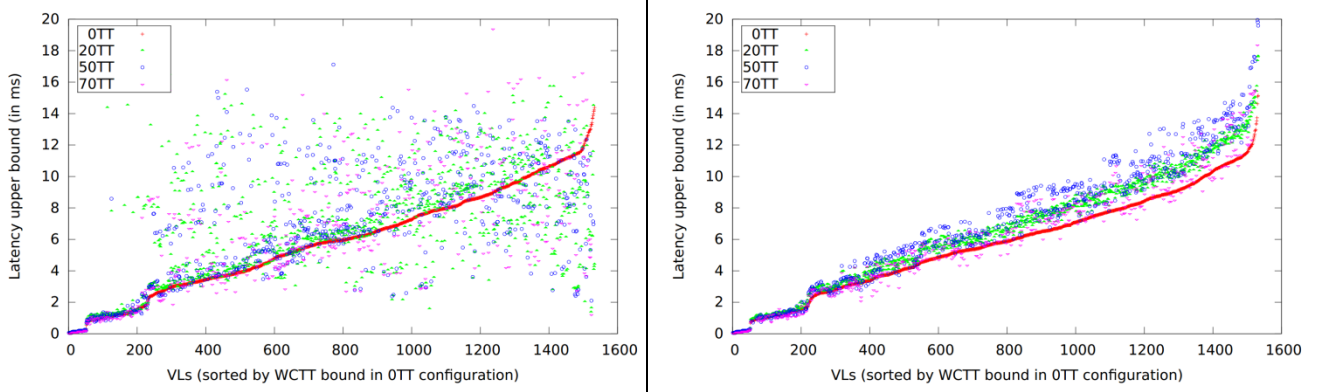 20
18
16
14
12
10
8
6
4
2
0
Latency upper bound (in ms)
0TT
20TT
50TT
70TT
0 200 400 600 800 1000 1200 1400 1600
VLs (sorted by WCTT bound in 0TT configuration)
20
18
16
14
12
10
8
6
4
2
0
Latency upper bound (in ms)
0TT
20TT
50TT
70TT
0 200 400 600 800 1000 1200 1400 1600
VLs (sorted by WCTT bound in 0TT configuration)